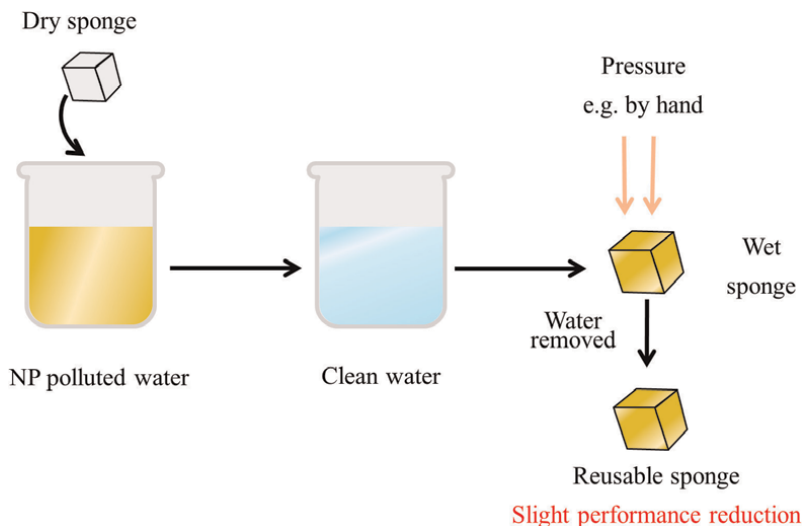 Dry sponge
Pressure
e.g. by hand
Wet
sponge
Water
removed
NP polluted water
Clean water
Reusable sponge
Slight performance reduction